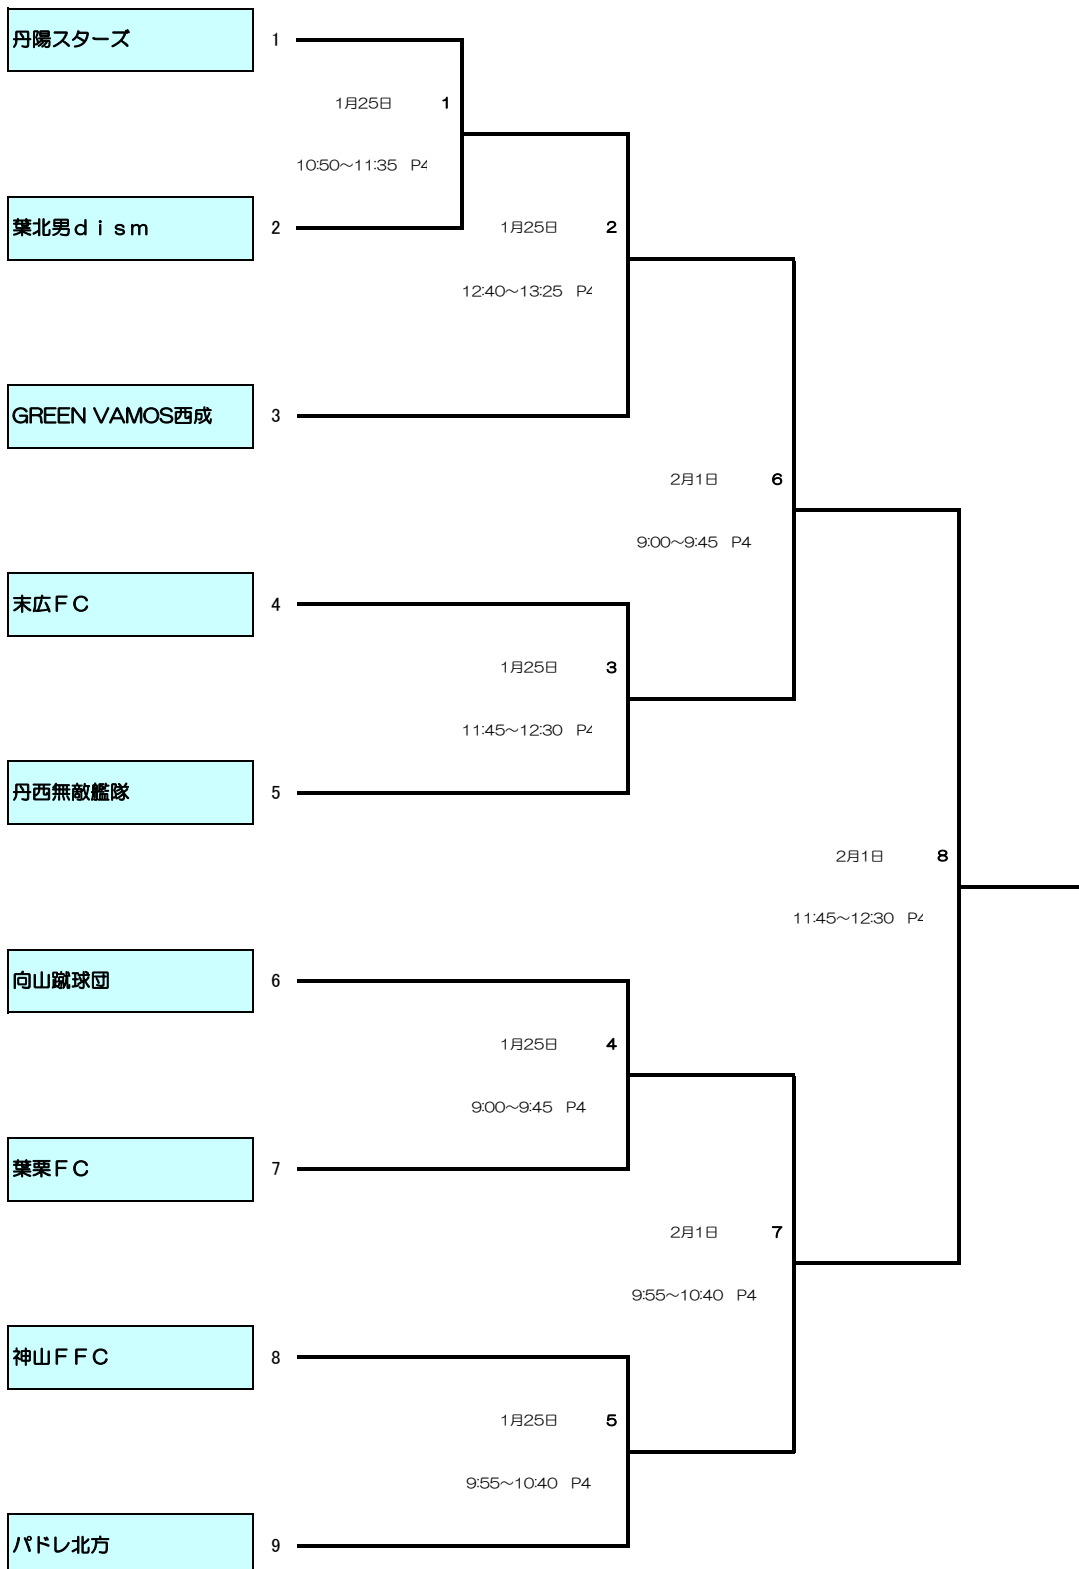 丹陽スターズ 1
1月25日 1
10:50～11:35 P4
葉北男ｄｉｓｍ 2
1月25日 2
12:40～13:25 P4
GREEN VAMOS西成 3
2月1日 6
9:00～9:45 P4
末広ＦＣ 4
1月25日 3
11:45～12:30 P4
丹西無敵艦隊 5
2月1日 8
11:45～12:30 P4
向山蹴球団 6
1月25日 4
9:00～9:45 P4
葉栗ＦＣ 7
2月1日 7
9:55～10:40 P4
神山ＦＦＣ 8
1月25日 5
9:55～10:40 P4
パドレ北方 9